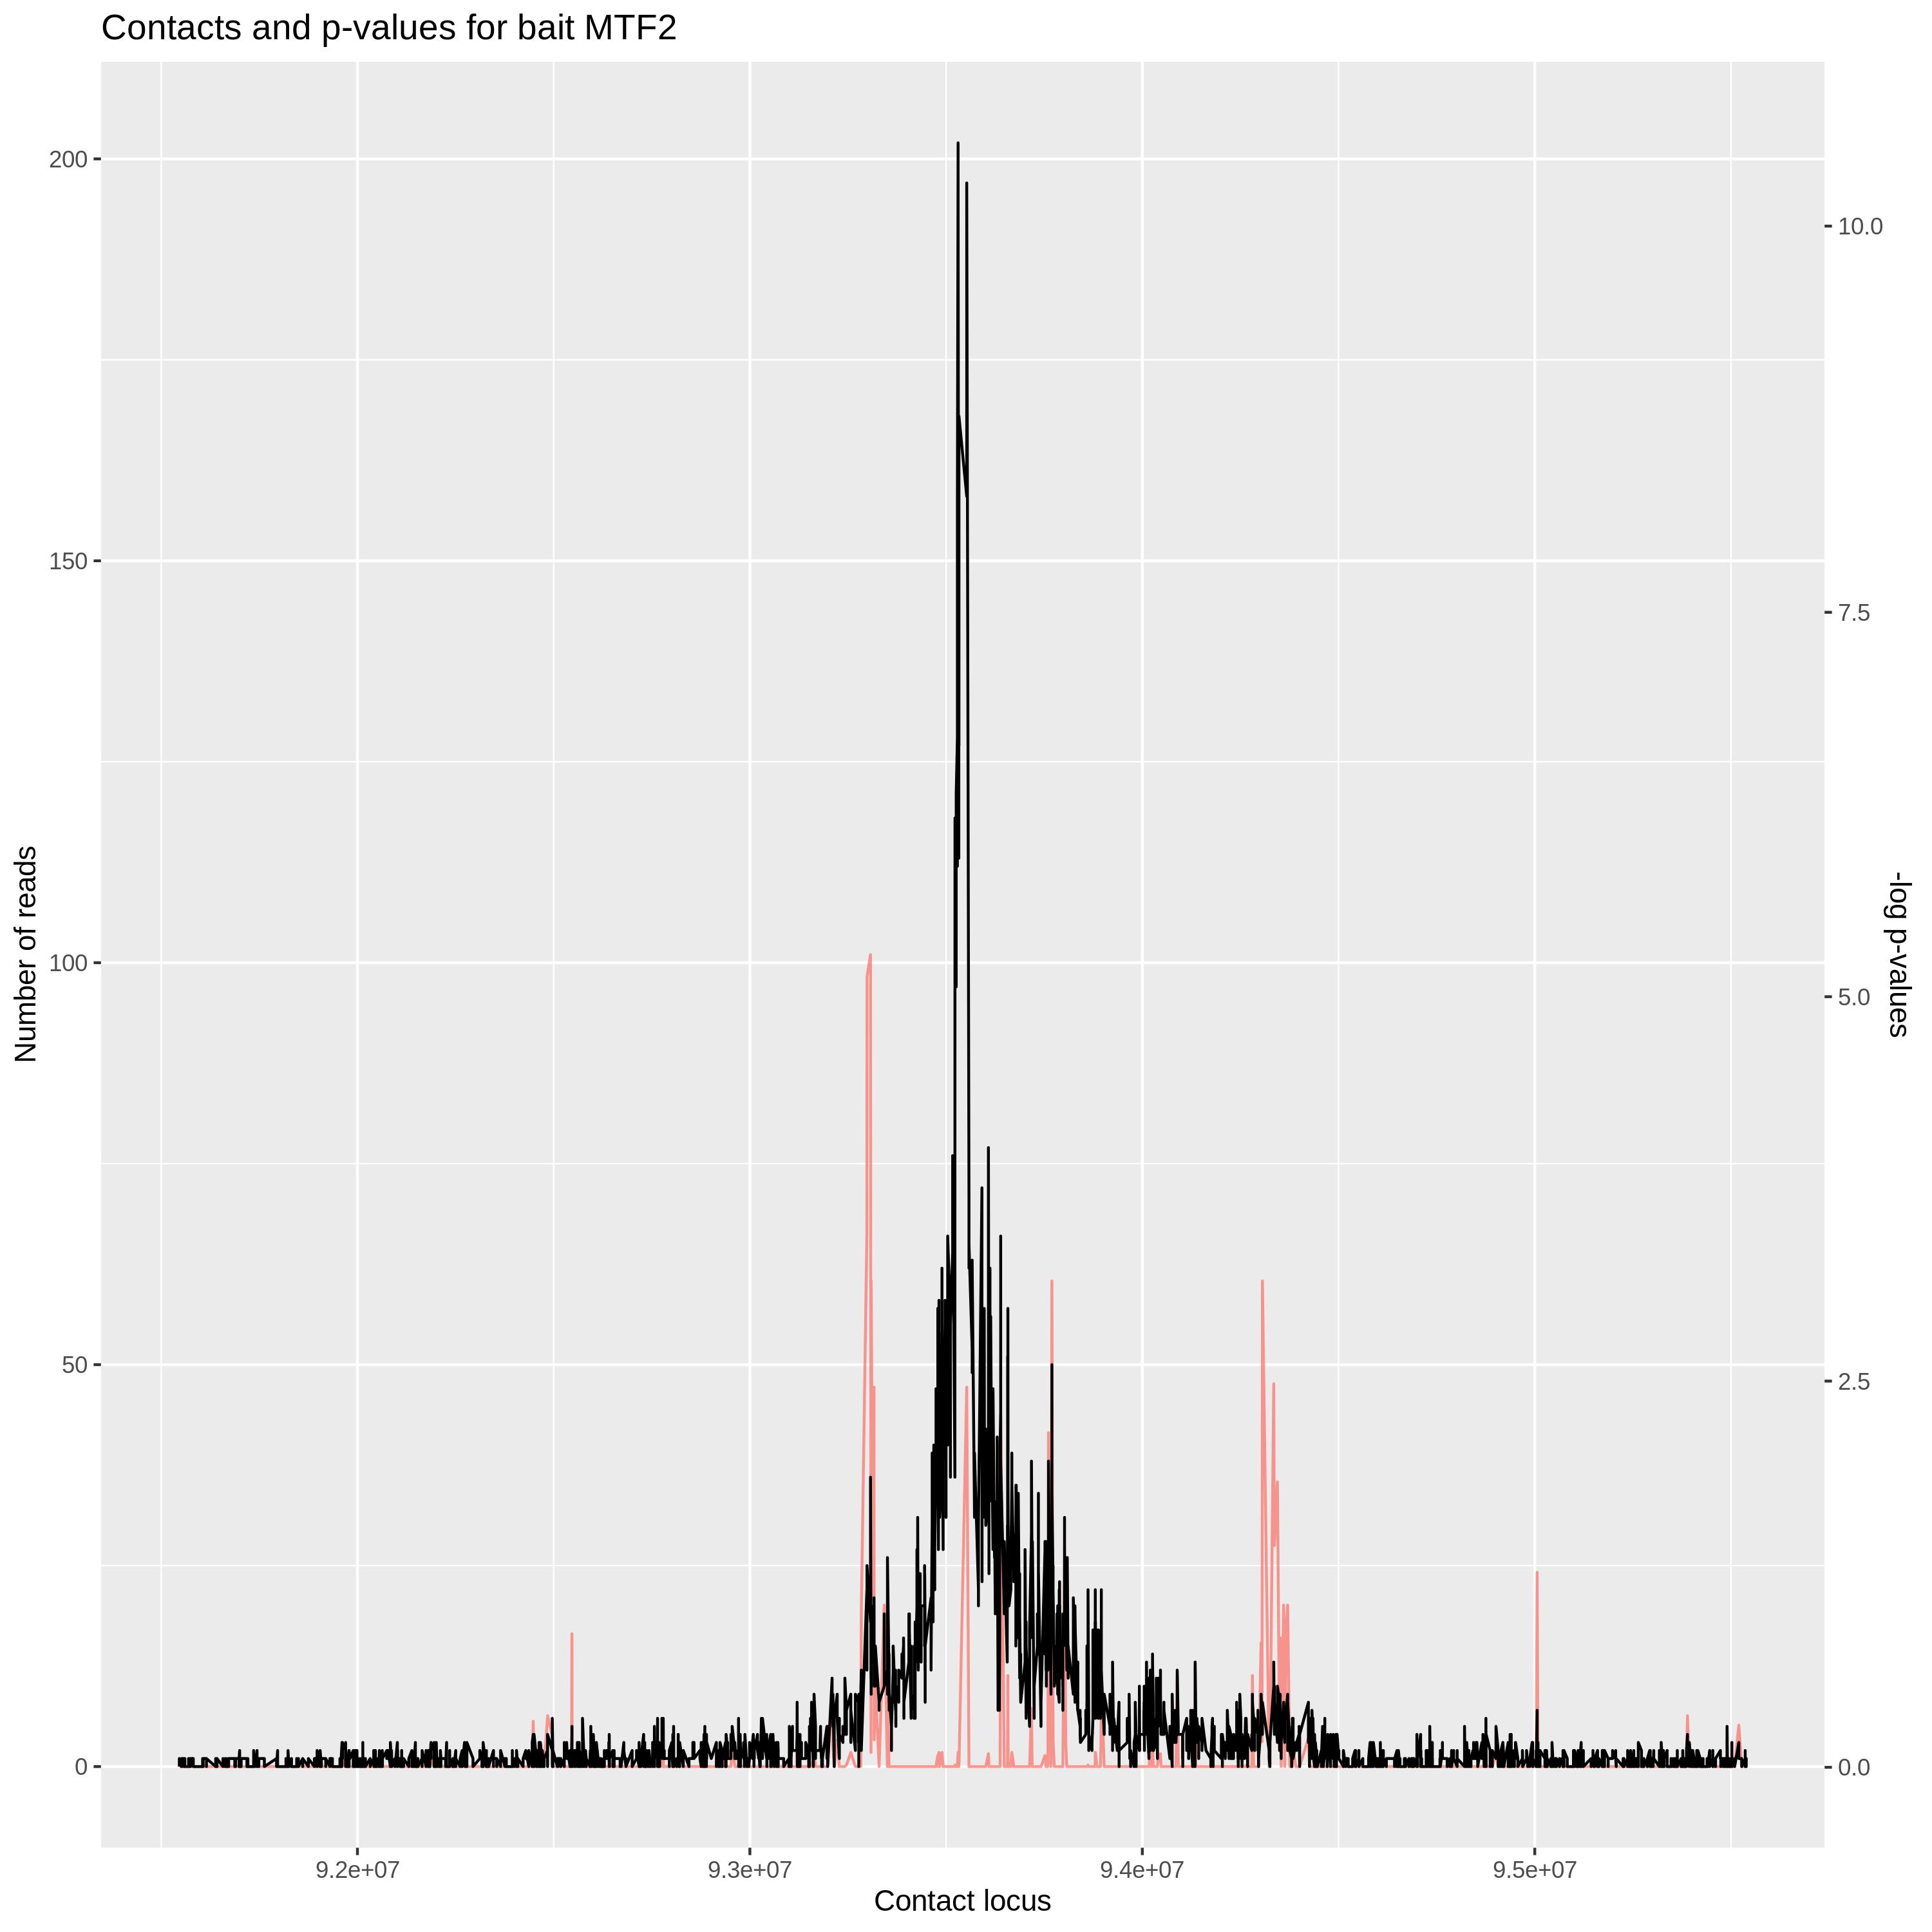 Contacts and p-values for bait MTF2
200
150
100
50
0
Number of reads
10.0
7.5
5.0
2.5
0.0
-log p-values
9.2e+07
9.3e+07
9.4e+07
9.5e+07
Contact locus